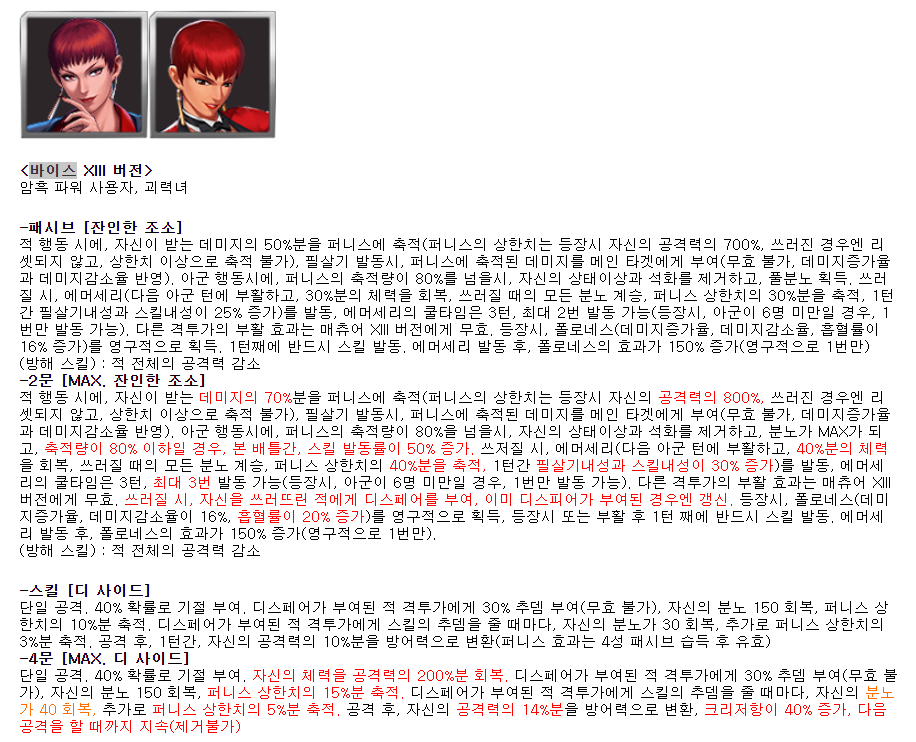 <바이스 XIII 버전>
암흑 파워 사용자, 괴력녀
-패시브 [잔인한 조소]
적 행동 시에, 자신이 받는 데미지의 50%분을 퍼니스에 축적(퍼니스의 상한치는 등장시 자신의 공격력의 700%, 쓰러진 경우엔 리
셋되지 않고, 상한치 이상으로 축적 불가), 필살기 발동시, 퍼니스에 축적된 데미지를 메인 타겟에게 부여(무효 불가, 데미지증가율
과 데미지감소율 반영). 아군 행동시에, 퍼니스의 축적량이 80%를 넘을시, 자신의 상태이상과 석화를 제거하고, 풀분노 획득. 쓰러
질 시, 에머세리(다음 아군 턴에 부활하고, 30%분의 체력을 회복, 쓰러질 때의 모든 분노 계승, 퍼니스 상한치의 30%분을 축적, 1턴
간 필살기내성과 스킬내성이 25% 증가)를 발동, 에머세리의 쿨타임은 3턴, 최대 2번 발동 가능(등장시, 아군이 6명 미만일 경우, 1
번만 발동 가능). 다른 격투가의 부활 효과는 매츄어 XIII 버전에게 무효. 등장시, 폴로네스(데미지증가율, 데미지감소율, 흡혈률이
16% 증가)를 영구적으로 획득. 1턴째에 반드시 스킬 발동. 에머세리 발동 후, 폴로네스의 효과가 150% 증가(영구적으로 1번만)
(방해 스킬) : 적 전체의 공격력 감소
-2문 [MAX. 잔인한 조소]
적 행동 시에, 자신이 받는 데미지의 70%분을 퍼니스에 축적(퍼니스의 상한치는 등장시 자신의 공격력의 800%, 쓰러진 경우엔 리
셋되지 않고, 상한치 이상으로 축적 불가), 필살기 발동시, 퍼니스에 축적된 데미지를 메인 타겟에게 부여(무효 불가, 데미지증가율
과 데미지감소율 반영). 아군 행동시에, 퍼니스의 축적량이 80%을 넘을시, 자신의 상태이상과 석화를 제거하고, 분노가 MAX가 되
고, 축적량이 80% 이하일 경우, 본 배틀간, 스킬 발동률이 50% 증가. 쓰저질 시, 에머세리(다음 아군 턴에 부활하고, 40%분의 체력
을 회복, 쓰러질 때의 모든 분노 계승, 퍼니스 상한치의 40%분을 축적, 1턴간 필살기내성과 스킬내성이 30% 증가)를 발동, 에머세
리의 쿨타임은 3턴, 최대 3번 발동 가능(등장시, 아군이 6명 미만일 경우, 1번만 발동 가능). 다른 격투가의 부활 효과는 매츄어 XIII
버전에게 무효. 쓰러질 시, 자신을 쓰러뜨린 적에게 디스페어를 부여, 이미 디스피어가 부여된 경우엔 갱신. 등장시, 폴로네스(데미
지증가율, 데미지감소율이 16%, 흡혈률이 20% 증가)를 영구적으로 획득, 등장시 또는 부활 후 1턴 째에 반드시 스킬 발동. 에머세
리 발동 후, 폴로네스의 효과가 150% 증가(영구적으로 1번만).
(방해 스킬) : 적 전체의 공격력 감소
-스킬 [디 사이드]
단일 공격. 40% 확률로 기절 부여. 디스페어가 부여된 적 격투가에게 30% 추뎀 부여(무효 불가), 자신의 분노 150 회복, 퍼니스 상
한치의 10%분 축적. 디스페어가 부여된 적 격투가에게 스킬의 추뎀을 줄 때마다, 자신의 분노가 30 회복, 추가로 퍼니스 상한치의
3%분 축적. 공격 후, 1턴간, 자신의 공격력의 10%분을 방어력으로 변환(퍼니스 효과는 4성 패시브 습득 후 유효)
-4문 [MAX. 디 사이드]
단일 공격. 40% 확률로 기절 부여. 자신의 체력을 공격력의 200%분 회복. 디스페어가 부여된 적 격투가에게 30% 추뎀 부여(무효 불
가), 자신의 분노 150 회복, 퍼니스 상한치의 15%분 축적. 디스페어가 부여된 적 격투가에게 스킬의 추뎀을 줄 때마다, 자신의 분노
가 40 회복, 추가로 퍼니스 상한치의 5%분 축적. 공격 후, 자신의 공격력의 14%분을 방어력으로 변환, 크리저항이 40% 증가, 다음
공격을 할 때까지 지속(제거불가)